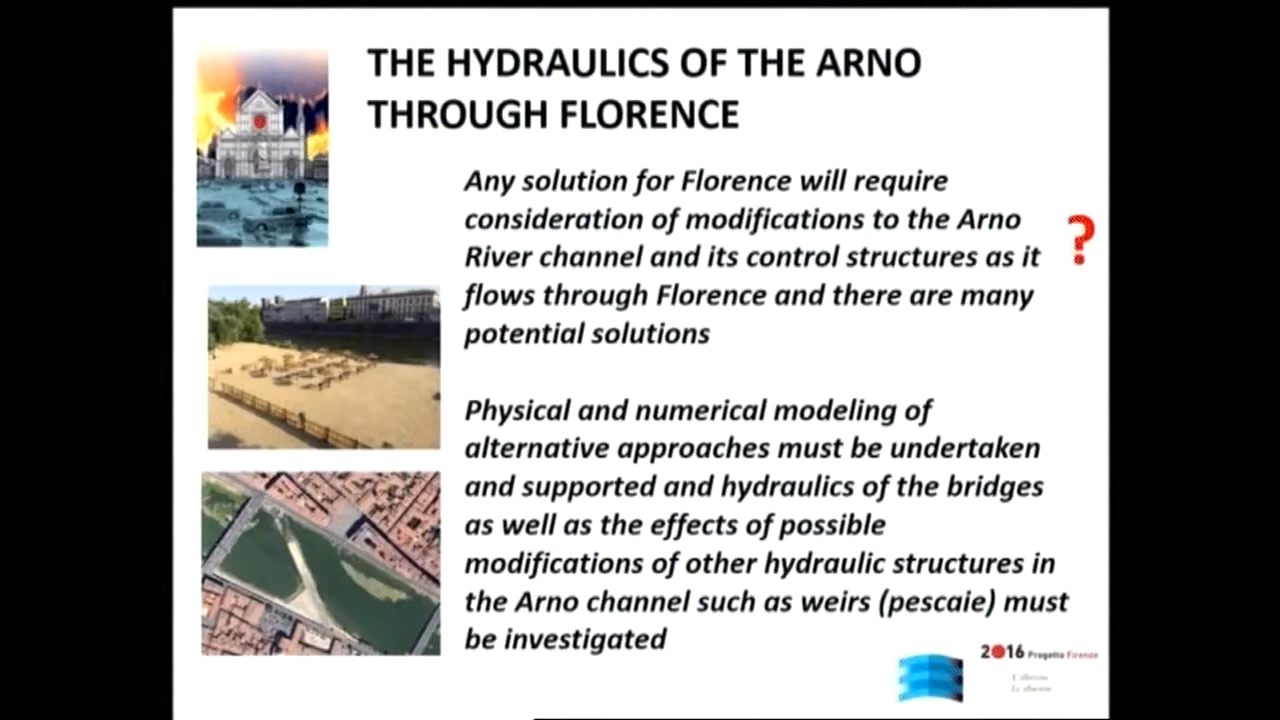 THE HYDRAULICS OF THE ARNO
THROUGH FLORENCE
Any solution for Florence will require
consideration of modifications to the Arno
River channel and its control structures as it
flows through Florence and there are many
potential solutions
?
Physical and numerical modeling of
alternative approaches must be undertaken
and supported and hydraulics of the bridges
as well as the effects of possible
modifications of other hydraulic structures in
the Arno channel such as weirs (pescaie) must
be investigated
2016 Progetto Firenze